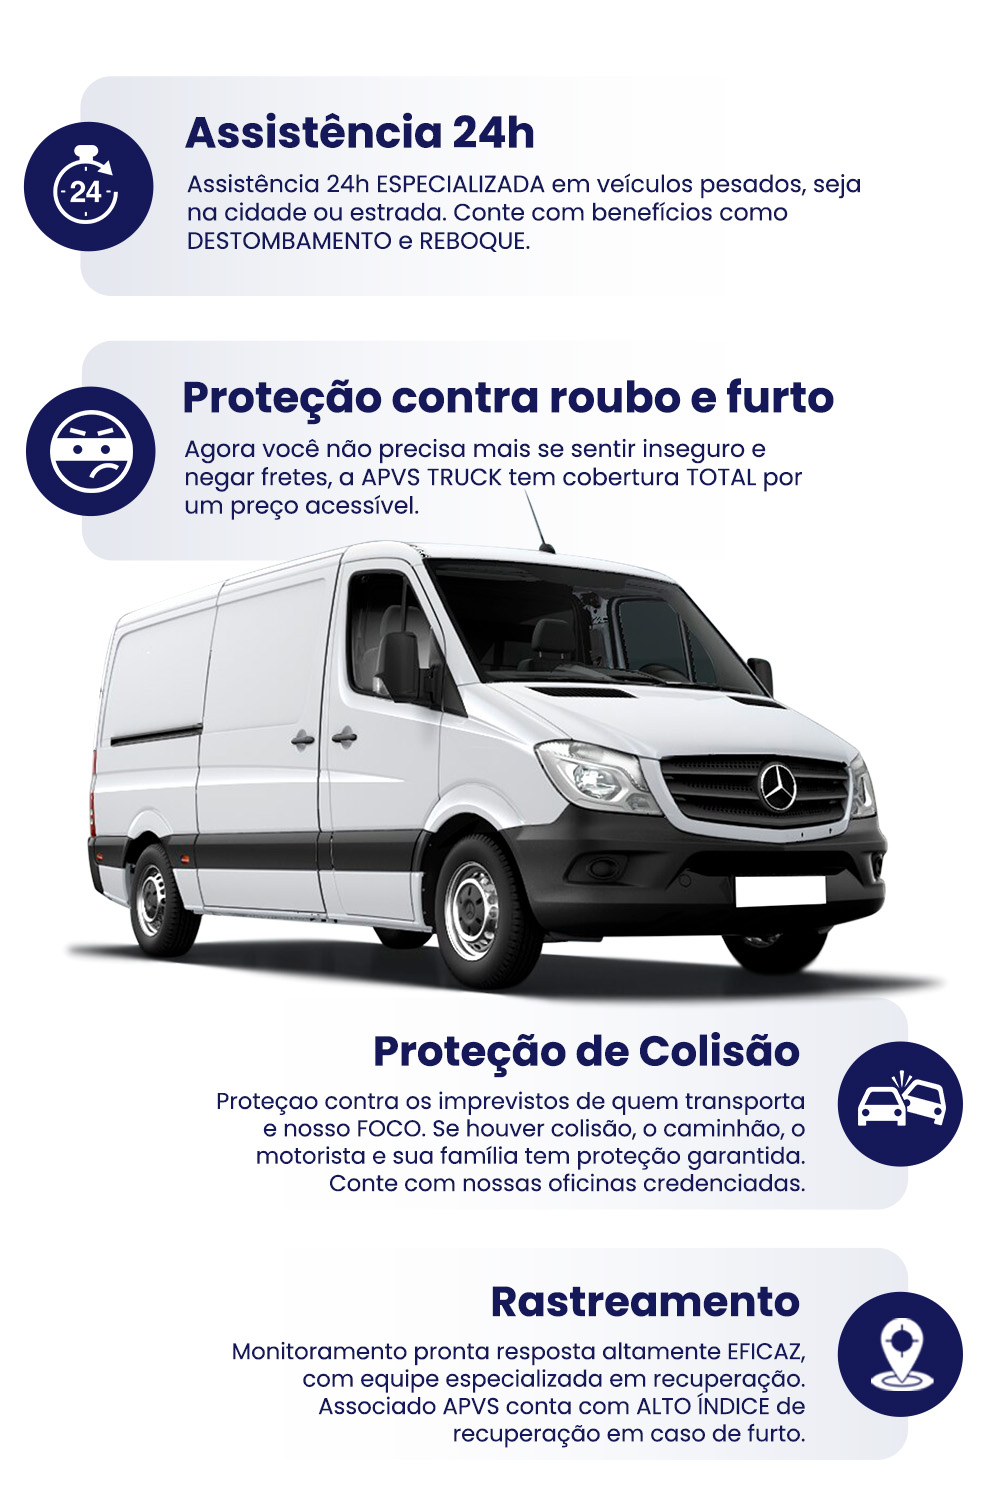 Assistência 24h
24
Assistência 24h ESPECIALIZADA em veículos pesados, seja
na cidade ou estrada. Conte com benefícios como
DESTOMBAMENTO e REBOQUE.
Proteção contra roubo e furto
Agora você não precisa mais se sentir inseguro e
negar fretes, a APVS TRUCK tem cobertura TOTAL por
um preço acessível.
Proteção de Colisão
Proteçao contra os imprevistos de quem transporta
e nosso FOCO. Se houver colisão, o caminhão, o
motorista e sua família tem proteção garantida.
Conte com nossas oficinas credenciadas.
Rastreamento
Monitoramento pronta resposta altamente EFICAZ,
com equipe especializada em recuperação.
Associado APVS conta com ALTO ÍNDICE de
recuperação em caso de furto.